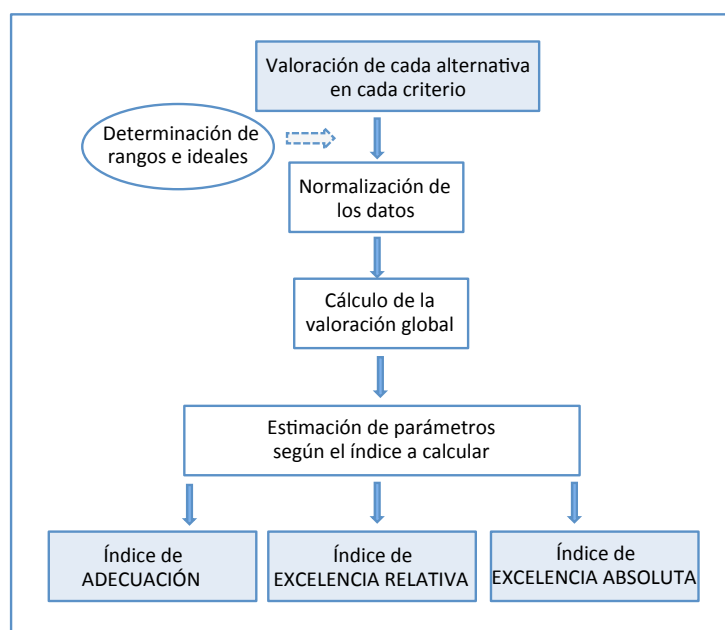 Valoración de cada alternativa
en cada criterio
Determinación de
rangos e ideales
Normalización de
los datos
Cálculo de la
valoración global
Estimación de parámetros
según el índice a calcular
Índice de
ADECUACIÓN
Índice de
EXCELENCIA RELATIVA
Índice de
EXCELENCIA ABSOLUTA